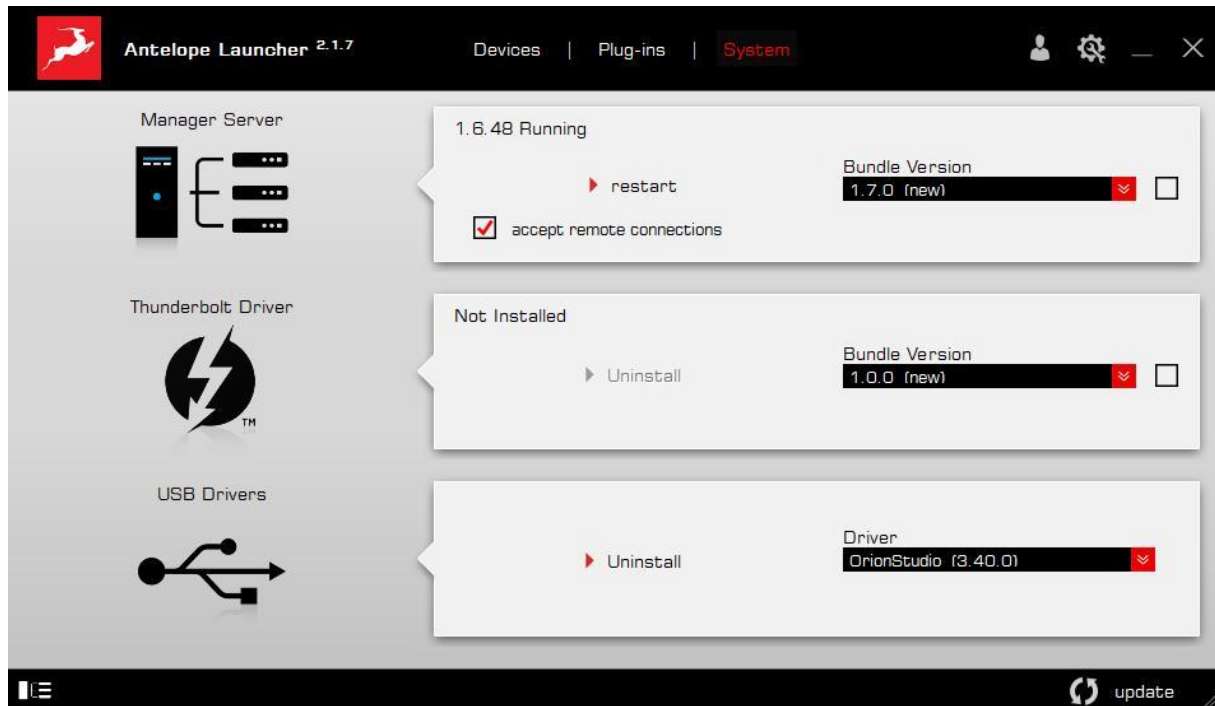 Antelope Launcher 2.1.7
Devices | Plug-ins | System
Manager Server
1.6.48 Running
restart
Bundle Version
1.7.0 (new)
accept remote connections
Thunderbolt Driver
TM
Not Installed
Uninstall
Bundle Version
1.0.0 (new)
USB Drivers
Uninstall
Driver
OrionStudio (3.40.0)
update